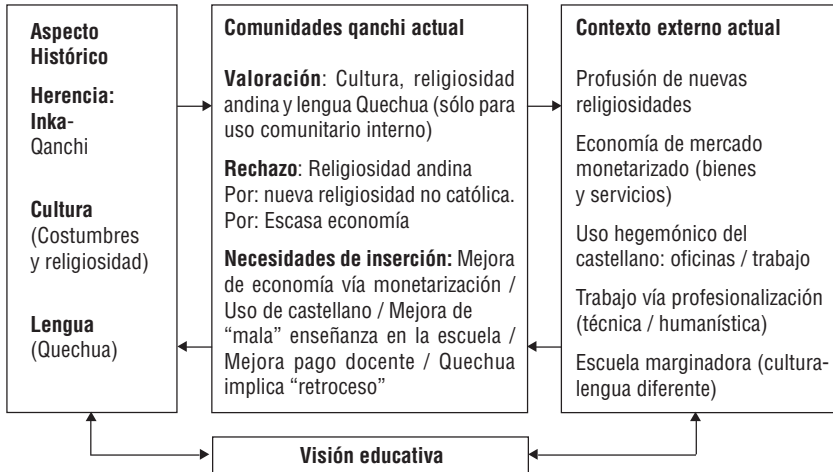 Aspecto
Histórico
Herencia:
Inka-
Qanchi
Cultura
(Costumbres
y religiosidad)
Lengua
(Quechua)
Comunidades qanchi actual
Valoración: Cultura, religiosidad
andina y lengua Quechua (sólo para
uso comunitario interno)
Rechazo: Religiosidad andina
Por: nueva religiosidad no católica.
Por: Escasa economía
Necesidades de inserción: Mejora
de economía vía monetización /
Uso de castellano / Mejora de
“mala” enseñanza en la escuela /
Mejora pago docente / Quechua
implica “retroceso”
Contexto externo actual
Profusión de nuevas
religiosidades
Economía de mercado
monetarizado (bienes
y servicios)
Uso hegemónico del
castellano: oficinas / trabajo
Trabajo vía profesionalización
(técnica / humanística)
Escuela marginadora (cultura-
lengua diferente)
Visión educativa